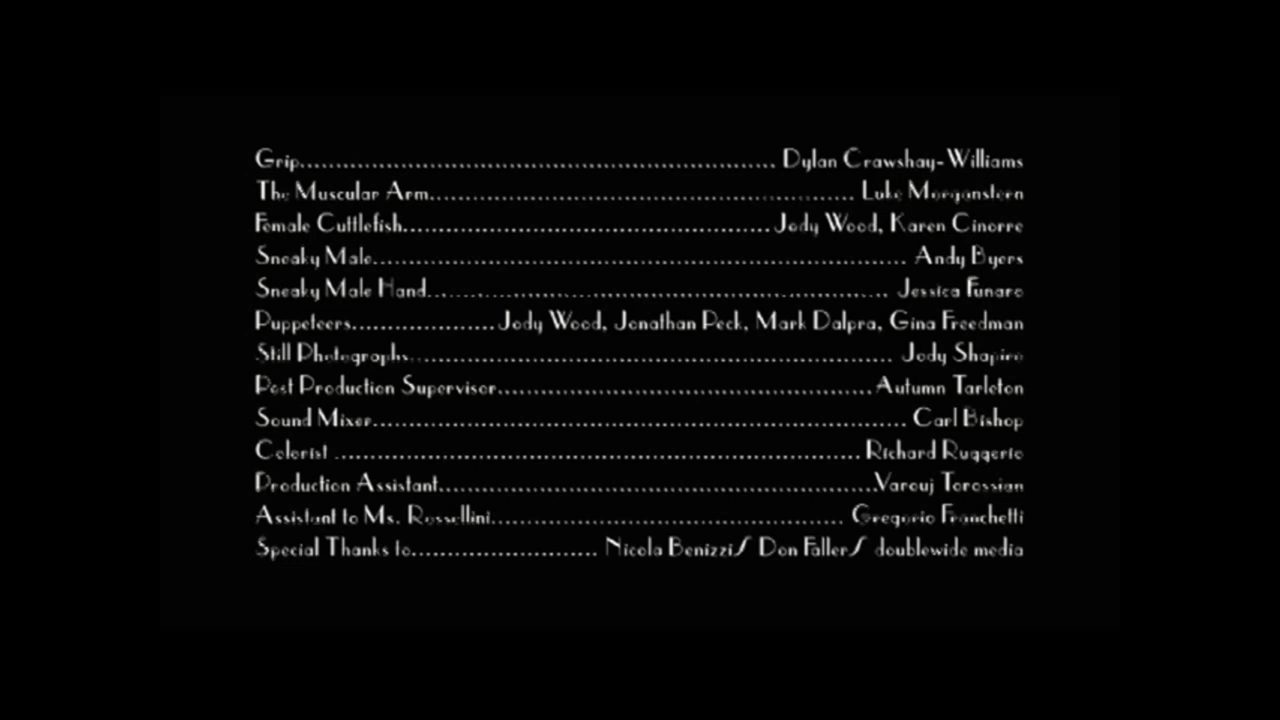 Grip..................................................... Dylan Crawshay-Williams
The Muscular Arm............................................... Luke Morganstern
Female Cuttlefish......................................... Jody Wood, Karen Cinorre
Sneaky Male............................................................ Andy Byers
Sneaky Male Hand................................................... Jessica Funaro
Puppeteers................ Jody Wood, Jonathan Peck, Mark Dalpra, Gina Freedman
Still Photographs...................................................... Jody Shapiro
Post Production Supervisor.......................................... Autumn Tarleton
Sound Mixer............................................................ Carl Bishop
Colorist .......................................................... Richard Ruggerio
Production Assistant................................................Varouj Torossian
Assistant to Ms. Rossellini....................................... Gregorio Franchetti
Special Thanks to..................... Nicola Benizzi/ Don Faller/ doublewide media